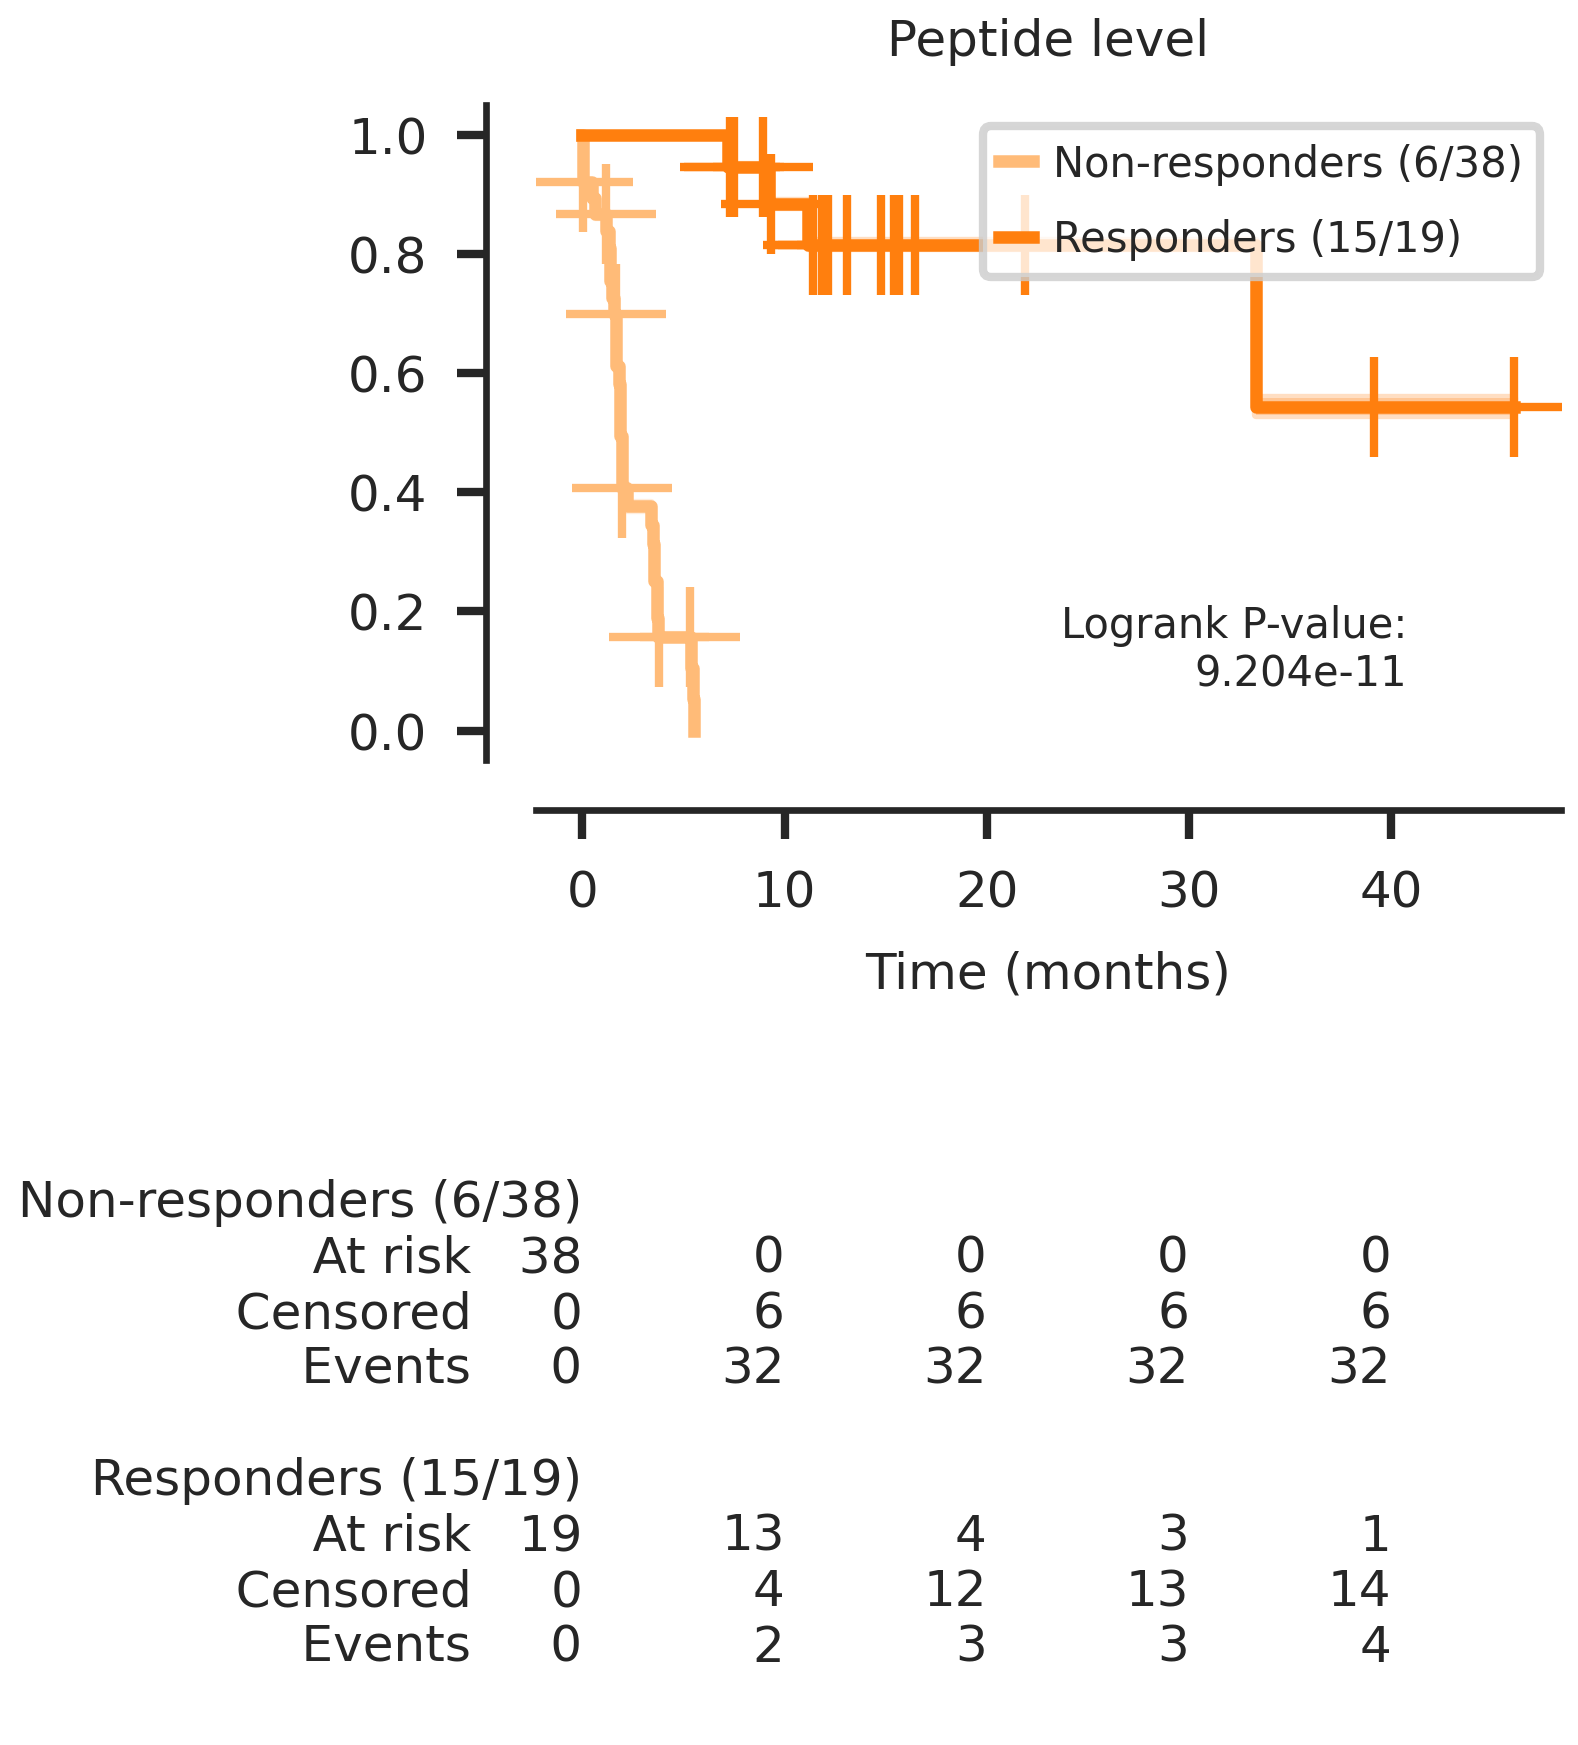 Peptide level
1.0
0.8
0.6
0.4
0.2
0.0
Non-responders (6/38)
Responders (15/19)
Logrank P-value:
9.204e-11
0 10 20 30 40
Time (months)
Non-responders (6/38)
At risk 38 0 0 0 0
Censored 0 6 6 6 6
Events 0 32 32 32 32
Responders (15/19)
At risk 19 13 4 3 1
Censored 0 4 12 13 14
Events 0 2 3 3 4